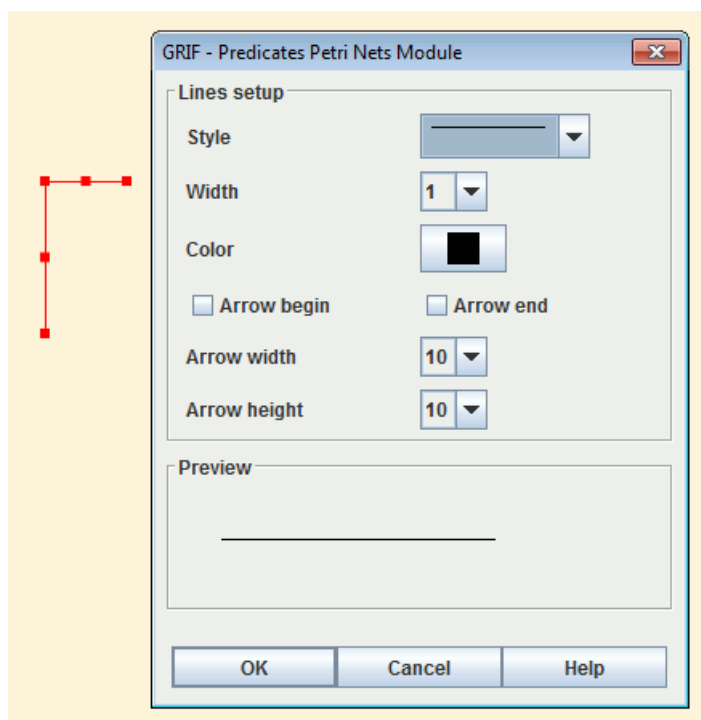 GRIF - Predicates Petri Nets Module
Lines setup
Style
Width 1
Color
Arrow begin Arrow end
Arrow width 10
Arrow height 10
Preview
OK Cancel Help